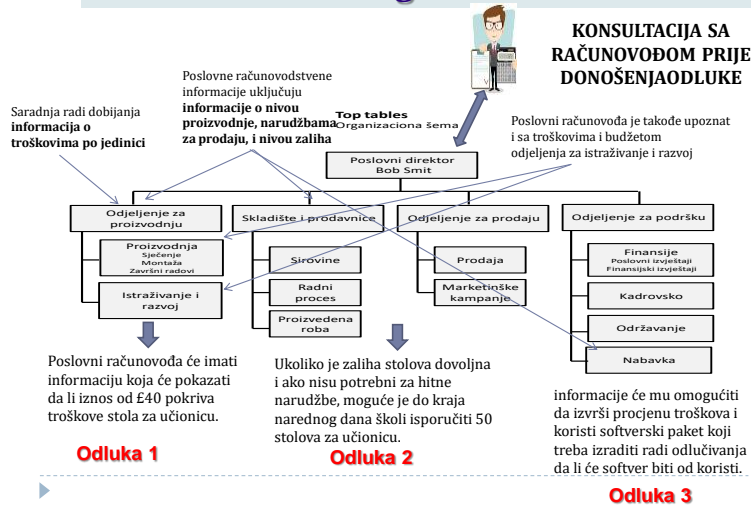 KONSULTACIJA SA
RAČUNOVOĐOM PRIJE
DONOŠENJAODLUKE
Poslovne računovodstvene
informacije uključuju
informacije o nivou
proizvodnje, narudžbama
za prodaju, i nivou zaliha
Saradnja radi dobijanja
informacija o
troškovima po jedinici
Top tables
Organizaciona šema
Poslovni računovođa je takođe upoznat
i sa troškovima i budžetom
odjeljenja za istraživanje i razvoj
Poslovni direktor
Bob Smit
Odjeljenje za
proizvodnju
Skladište i prodavnice
Odjeljenje za prodaju
Odjeljenje za podršku
Proizvodnja
Sječenje
Montaža
Završni radovi
Istraživanje i
razvoj
Sirovine
Radni
proces
Proizvedena
roba
Prodaja
Marketinške
kampanje
Finansije
Poslovni izvještaji
Finansijski izvještaji
Kadrovsko
Održavanje
Nabavka
Poslovni računovođa će imati
informaciju koja će pokazati
da li iznos od £40 pokriva
troškove stola za učionicu.
Odluka 1
Ukoliko je zaliha stolova dovoljna
i ako nisu potrebni za hitne
narudžbe, moguće je do kraja
narednog dana školi isporučiti 50
stolova za učionicu.
Odluka 2
informacije će mu omogućiti
da izvrši procjenu troškova i
koristi softverski paket koji
treba izraditi radi odlučivanja
da li će softver biti od koristi.
Odluka 3